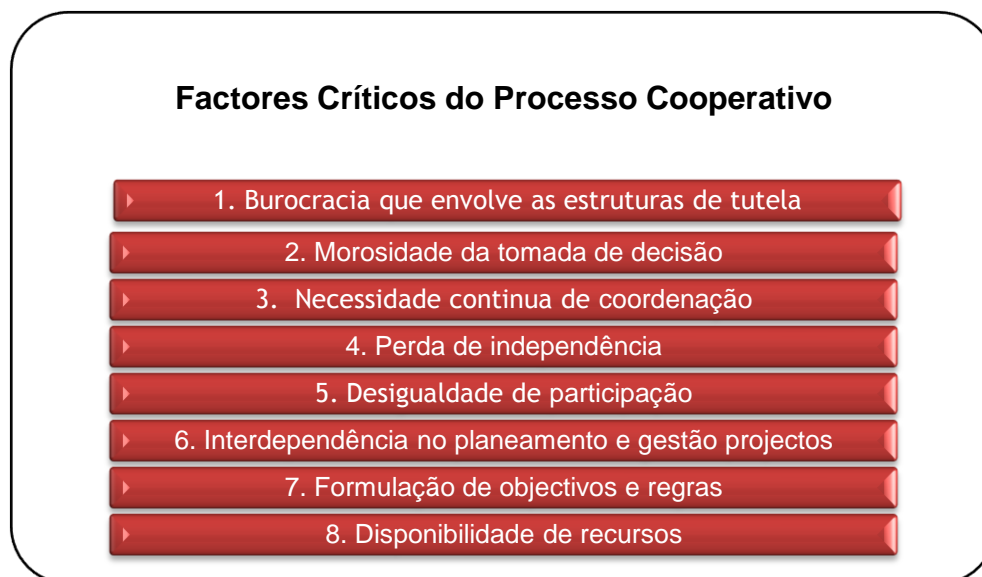 Factores Críticos do Processo Cooperativo
1. Burocracia que envolve as estruturas de tutela
2. Morosidade da tomada de decisão
3. Necessidade continua de coordenação
4. Perda de independência
5. Desigualdade de participação
6. Interdependência no planeamento e gestão projectos
7. Formulação de objectivos e regras
8. Disponibilidade de recursos